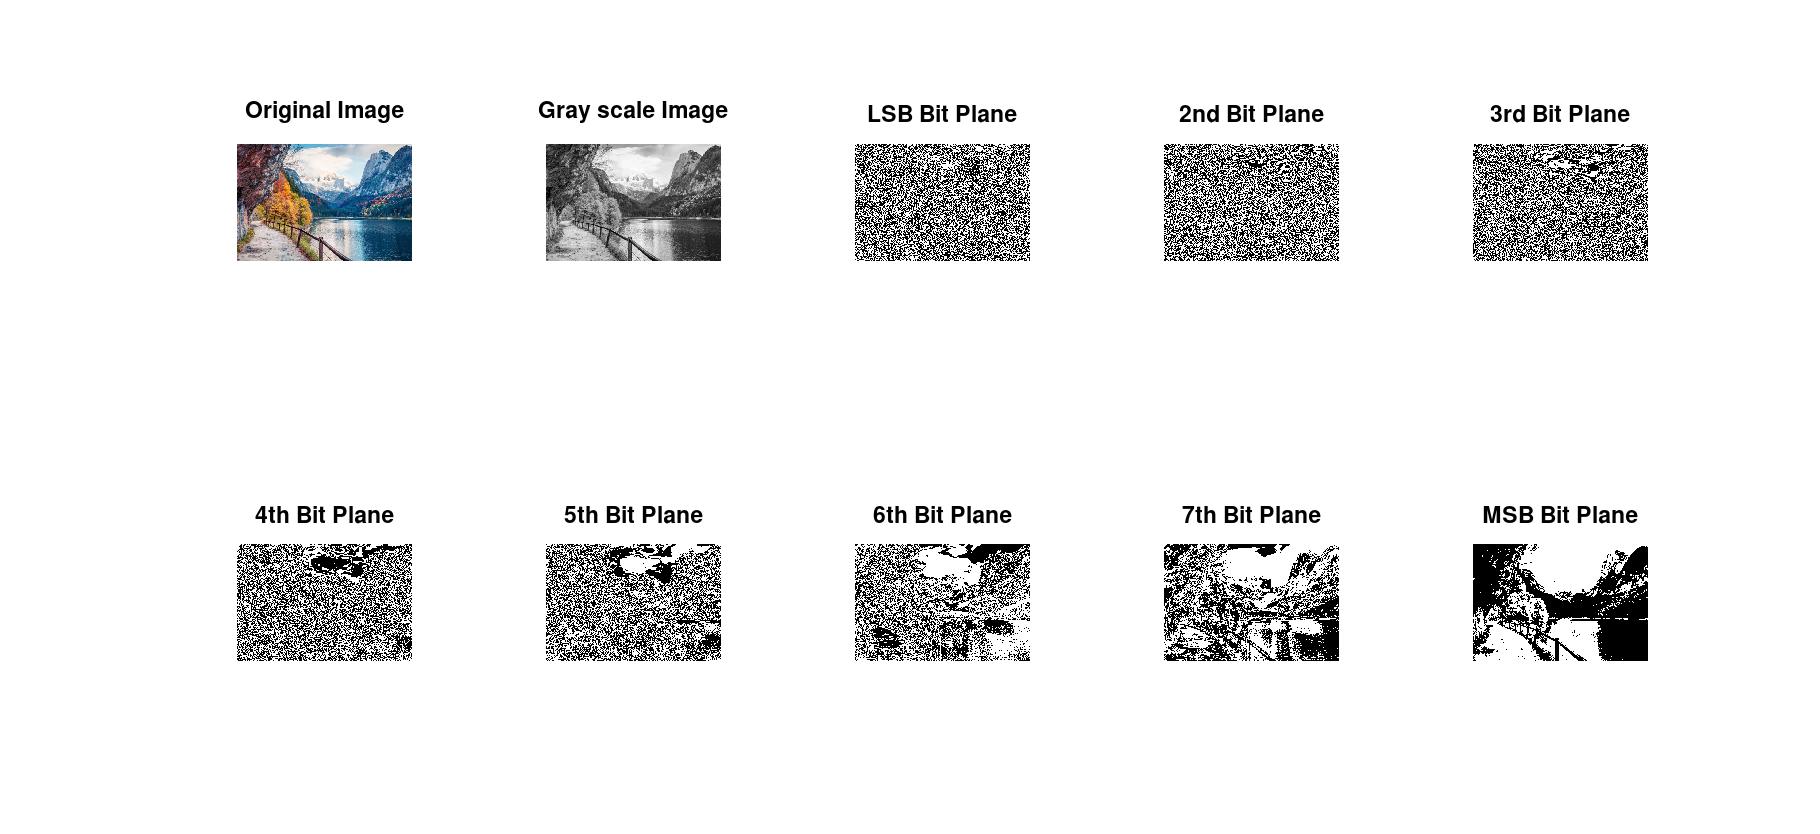 Original Image
Gray scale Image
LSB Bit Plane
2nd Bit Plane
3rd Bit Plane
4th Bit Plane
5th Bit Plane
6th Bit Plane
7th Bit Plane
MSB Bit Plane